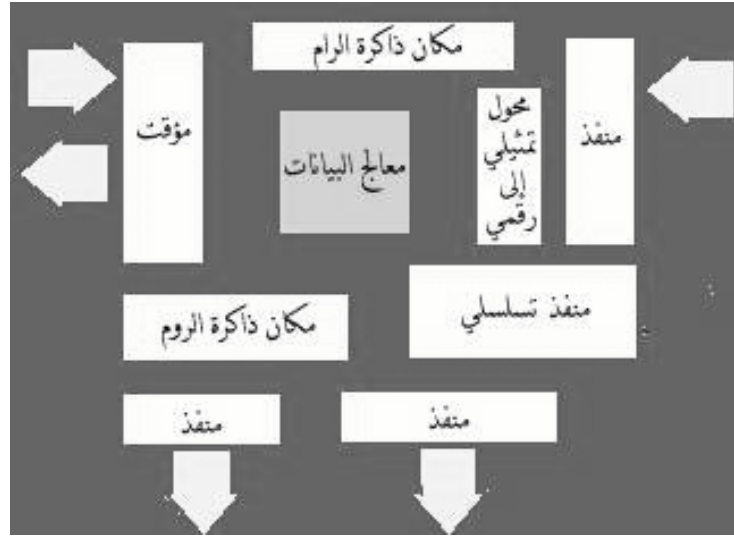 مكان ذاكرة الرام
منفذ
محول
تمثيلي
إلى
رقمي
معالج البيانات
مؤقت
منفذ تسلسلي
مكان ذاكرة الروم
منفذ
منفذ